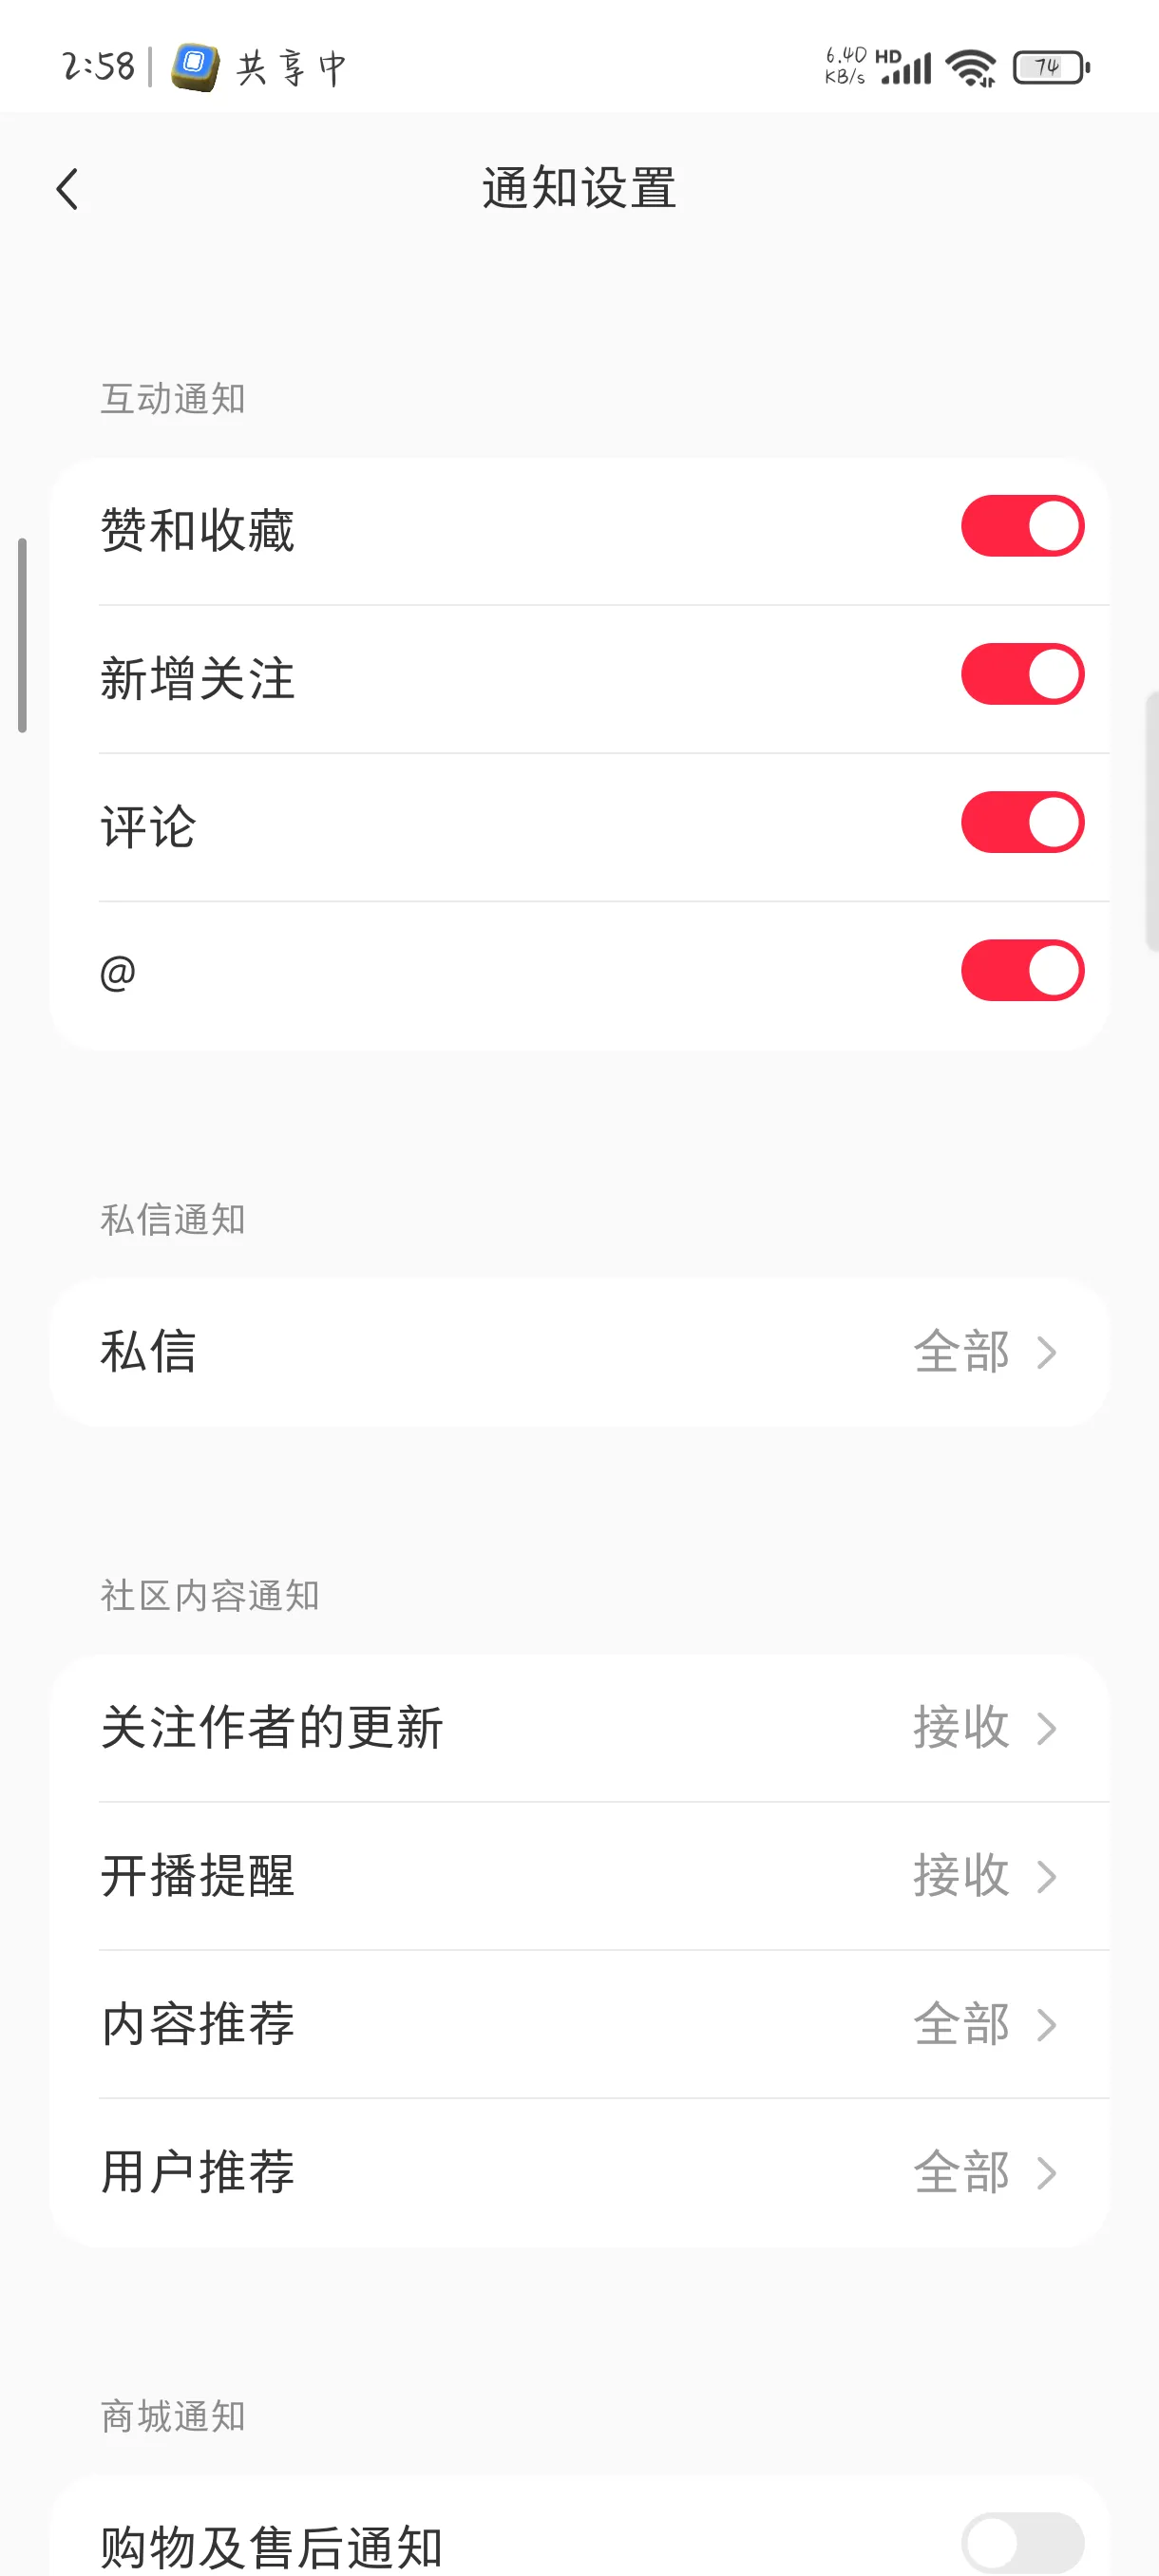 2:58 共享中 6.40 KB/s HD 74
通知设置
互动通知
赞和收藏
新增关注
评论
@
私信通知
私信 全部
社区内容通知
关注作者的更新 接收
开播提醒 接收
内容推荐 全部
用户推荐 全部
商城通知
购物及售后通知